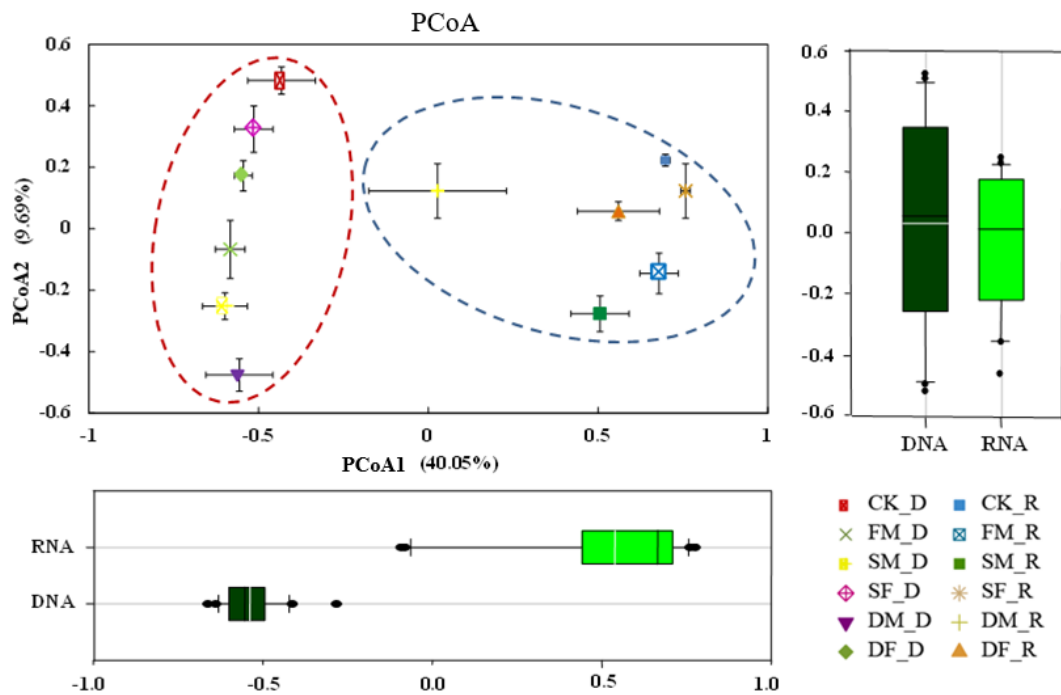 PCoA
0.6
0.4
0.2
0
-0.2
-0.4
-0.6
PCoA2 (9.69%)
-1
-0.5
0
0.5
1
PCoA1 (40.05%)
0.6
0.4
0.2
0
-0.2
-0.4
-0.6
DNA RNA
RNA
DNA
-1.0
-0.5
0.0
0.5
1.0
CK_D CK_R
FM_D FM_R
SM_D SM_R
SF_D SF_R
DM_D DM_R
DF_D DF_R